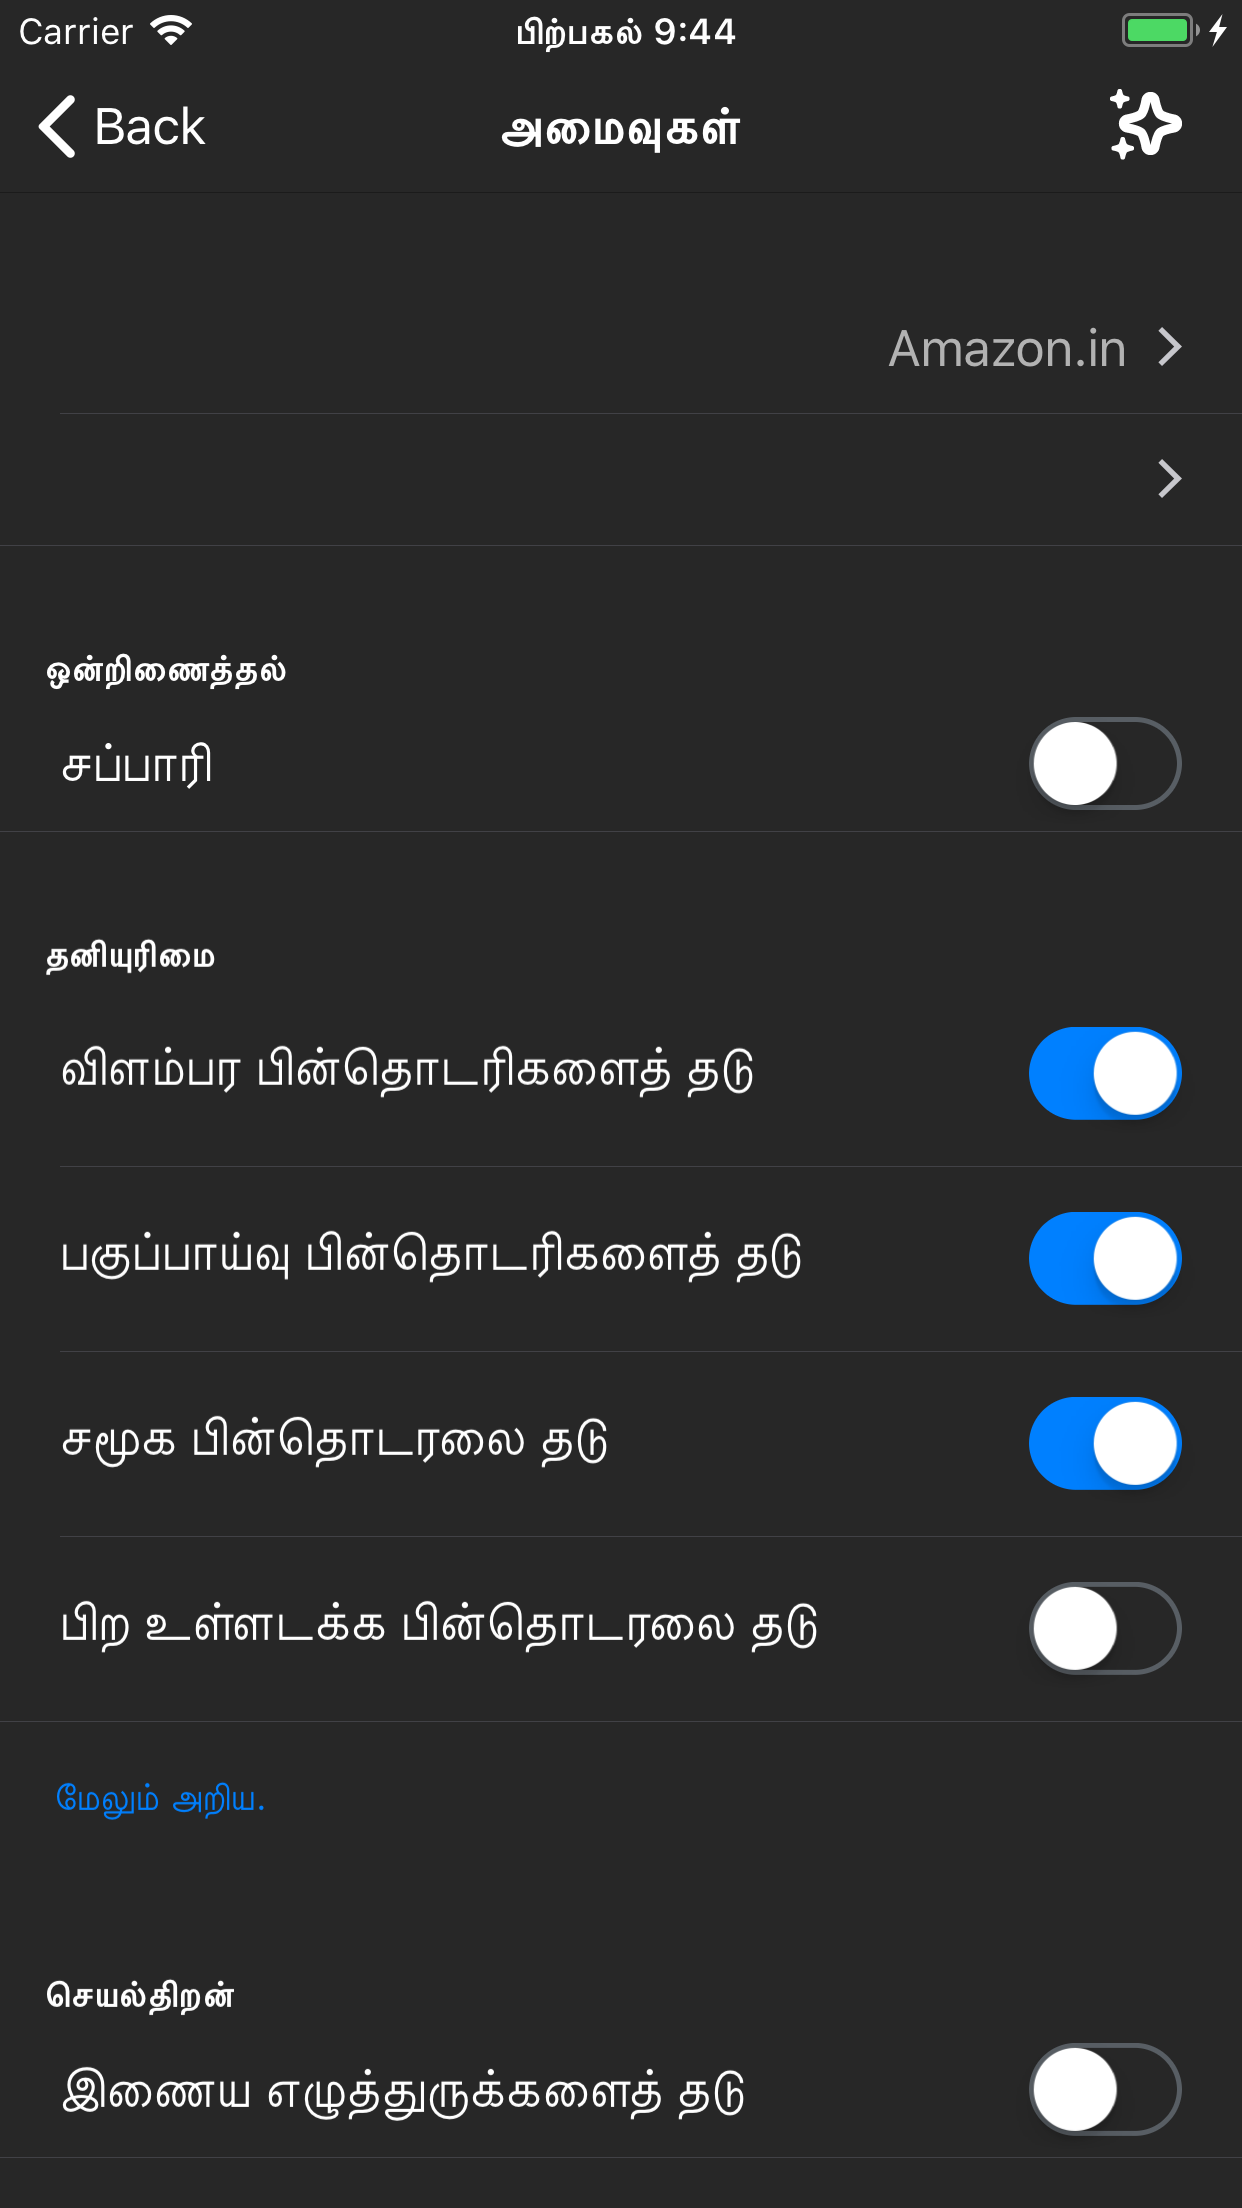 Carrier பிற்பகல் 9:44
Back அமைவுகள்
Amazon.in
ஒன்றிணைத்தல்
சப்பாரி
தனியுரிமை
விளம்பர பின்தொடரிகளைத் தடு
பகுப்பாய்வு பின்தொடரிகளைத் தடு
சமூக பின்தொடரலை தடு
பிற உள்ளடக்க பின்தொடரலை தடு
மேலும் அறிய.
செயல்திறன்
இணைய எழுத்துருக்களைத் தடு